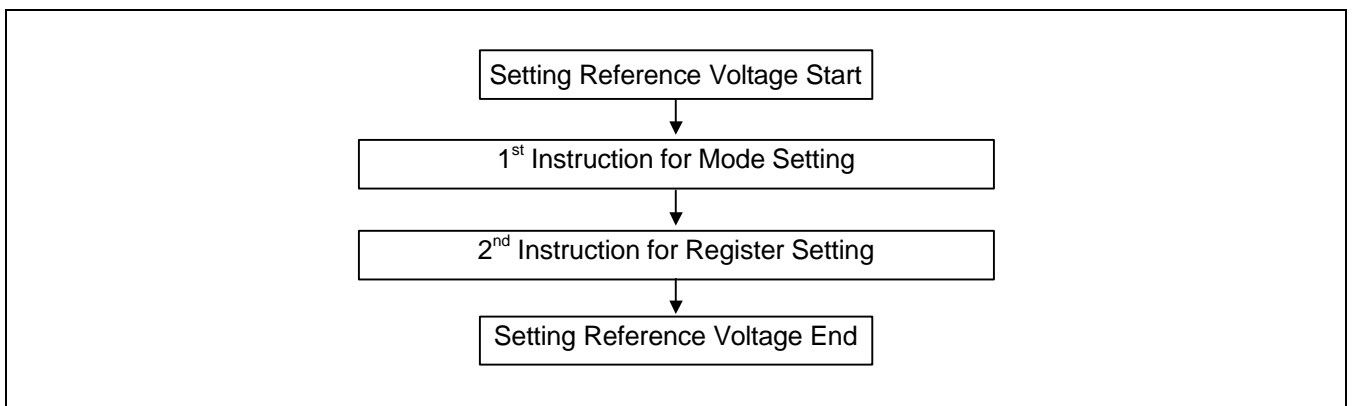 Setting Reference Voltage Start
1st Instruction for Mode Setting
2nd Instruction for Register Setting
Setting Reference Voltage End